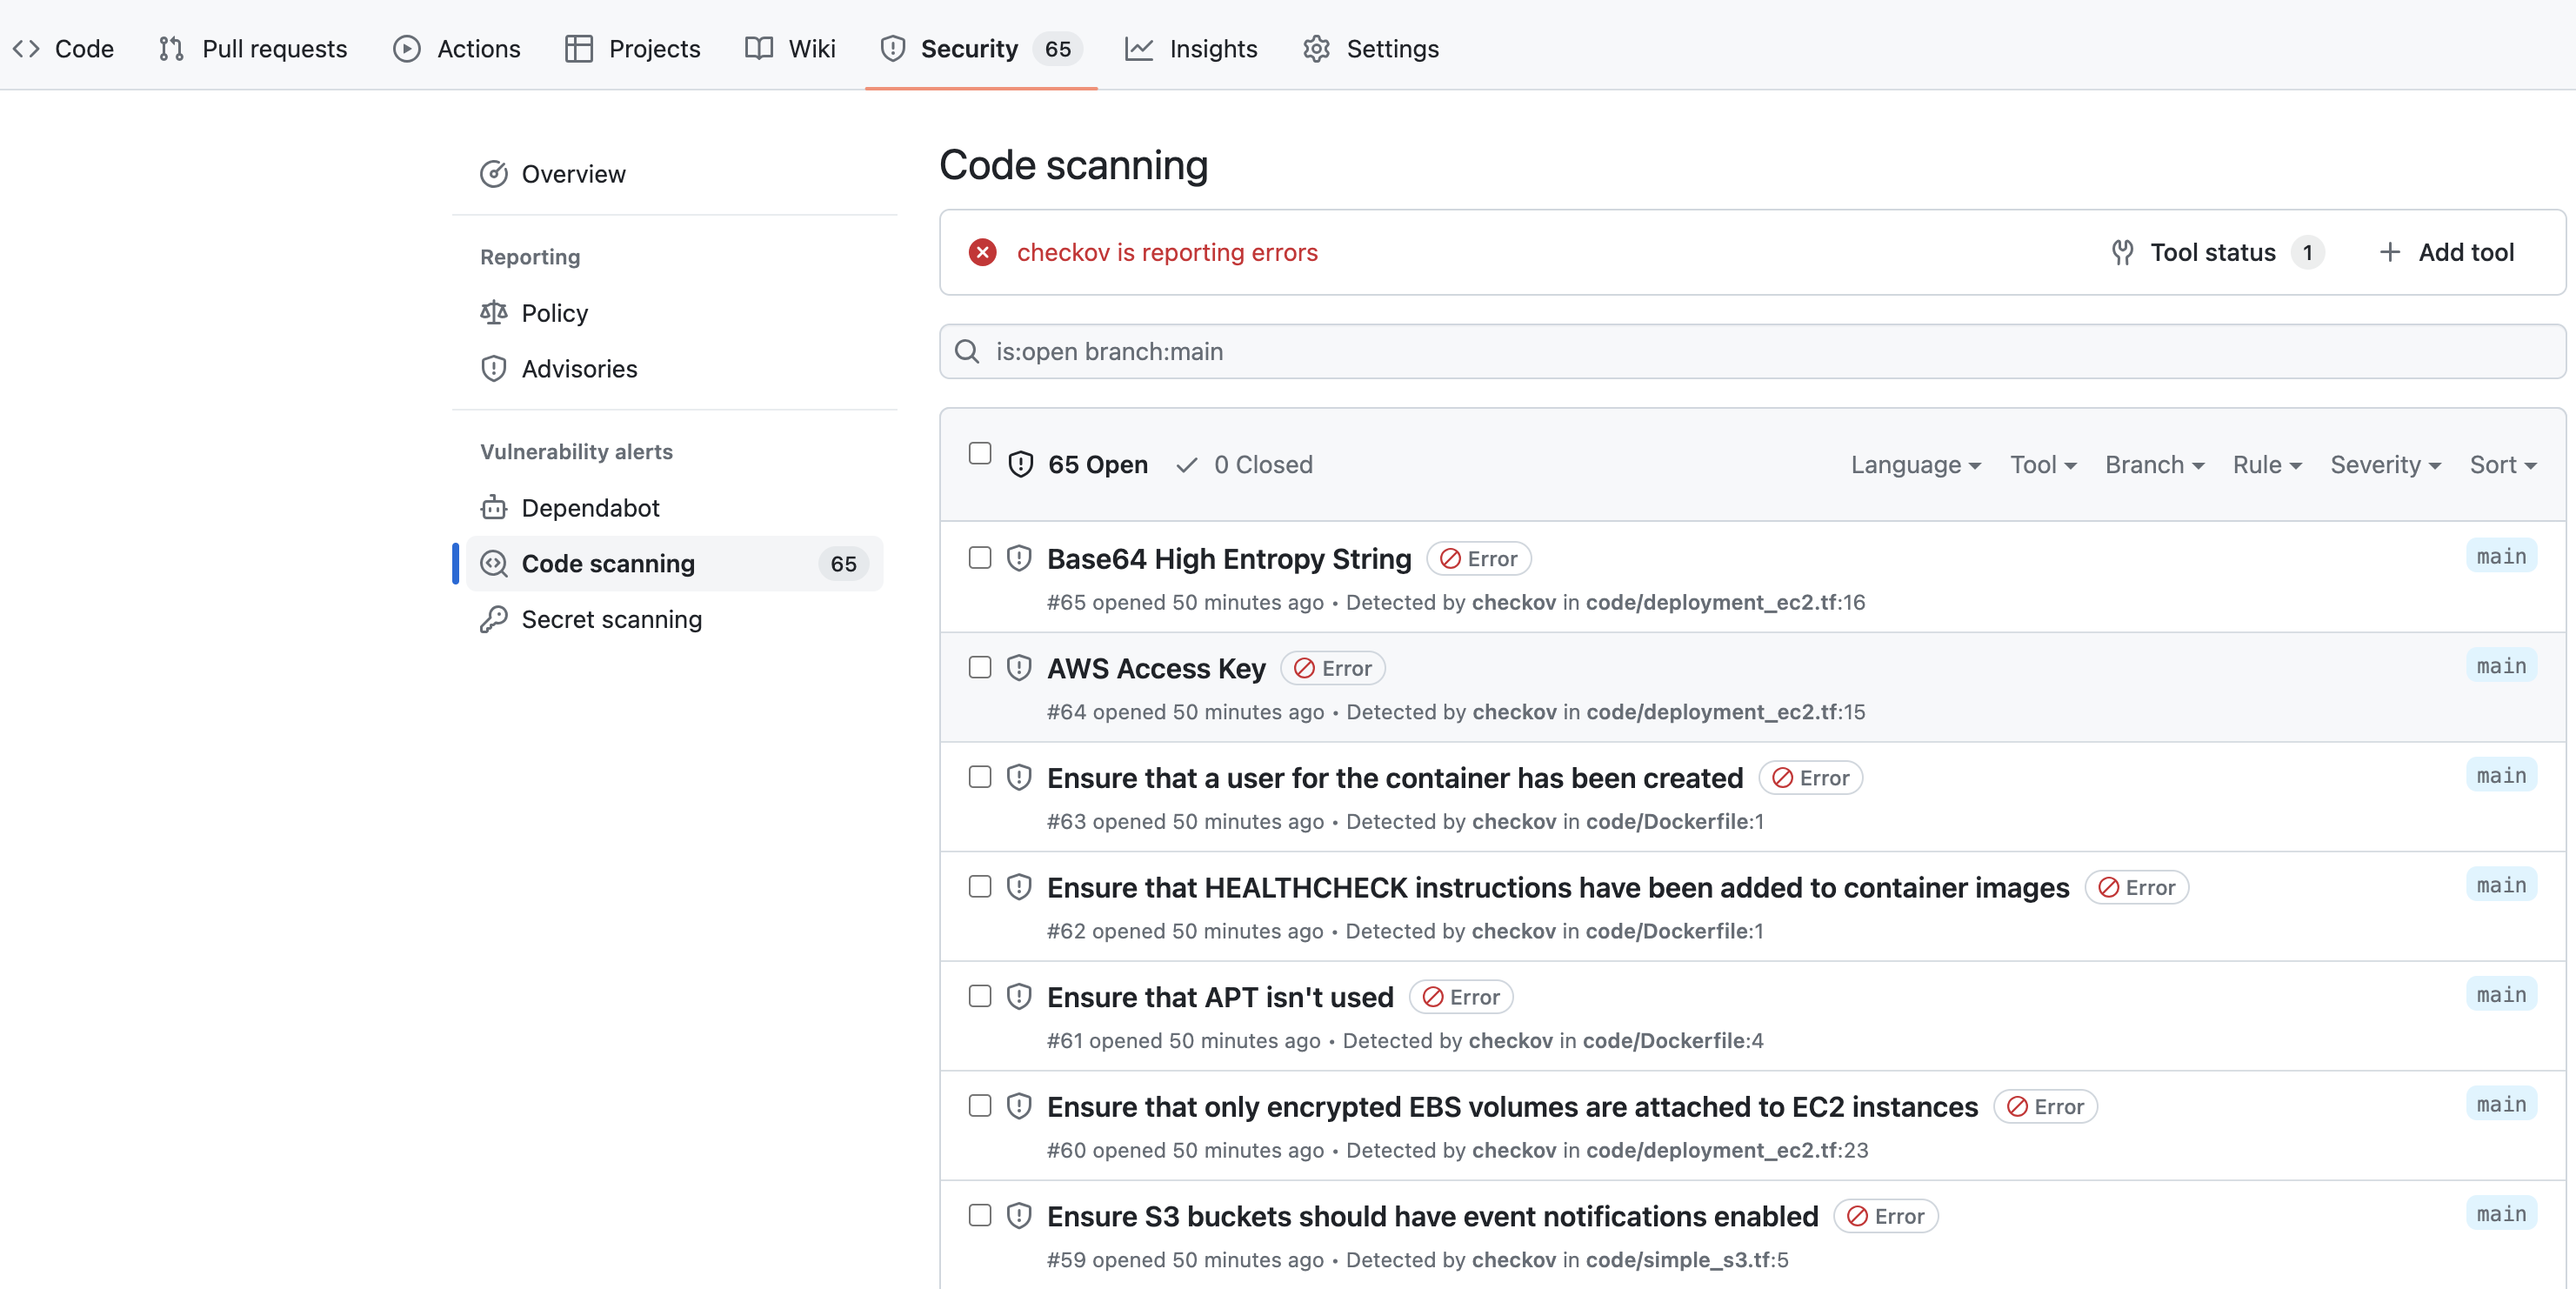 Code Pull requests Actions Projects Wiki Security 65 Insights Settings
Overview
Reporting
Policy
Advisories
Vulnerability alerts
Dependabot
Code scanning 65
Secret scanning
Code scanning
checkov is reporting errors Tool status 1 Add tool
is:open branch:main
65 Open 0 Closed Language Tool Branch Rule Severity Sort
Base64 High Entropy String Error main
#65 opened 50 minutes ago • Detected by checkov in code/deployment_ec2.tf:16
AWS Access Key Error main
#64 opened 50 minutes ago • Detected by checkov in code/deployment_ec2.tf:15
Ensure that a user for the container has been created Error main
#63 opened 50 minutes ago • Detected by checkov in code/Dockerfile:1
Ensure that HEALTHCHECK instructions have been added to container images Error main
#62 opened 50 minutes ago • Detected by checkov in code/Dockerfile:1
Ensure that APT isn't used Error main
#61 opened 50 minutes ago • Detected by checkov in code/Dockerfile:4
Ensure that only encrypted EBS volumes are attached to EC2 instances Error main
#60 opened 50 minutes ago • Detected by checkov in code/deployment_ec2.tf:23
Ensure S3 buckets should have event notifications enabled Error main
#59 opened 50 minutes ago • Detected by checkov in code/simple_s3.tf:5